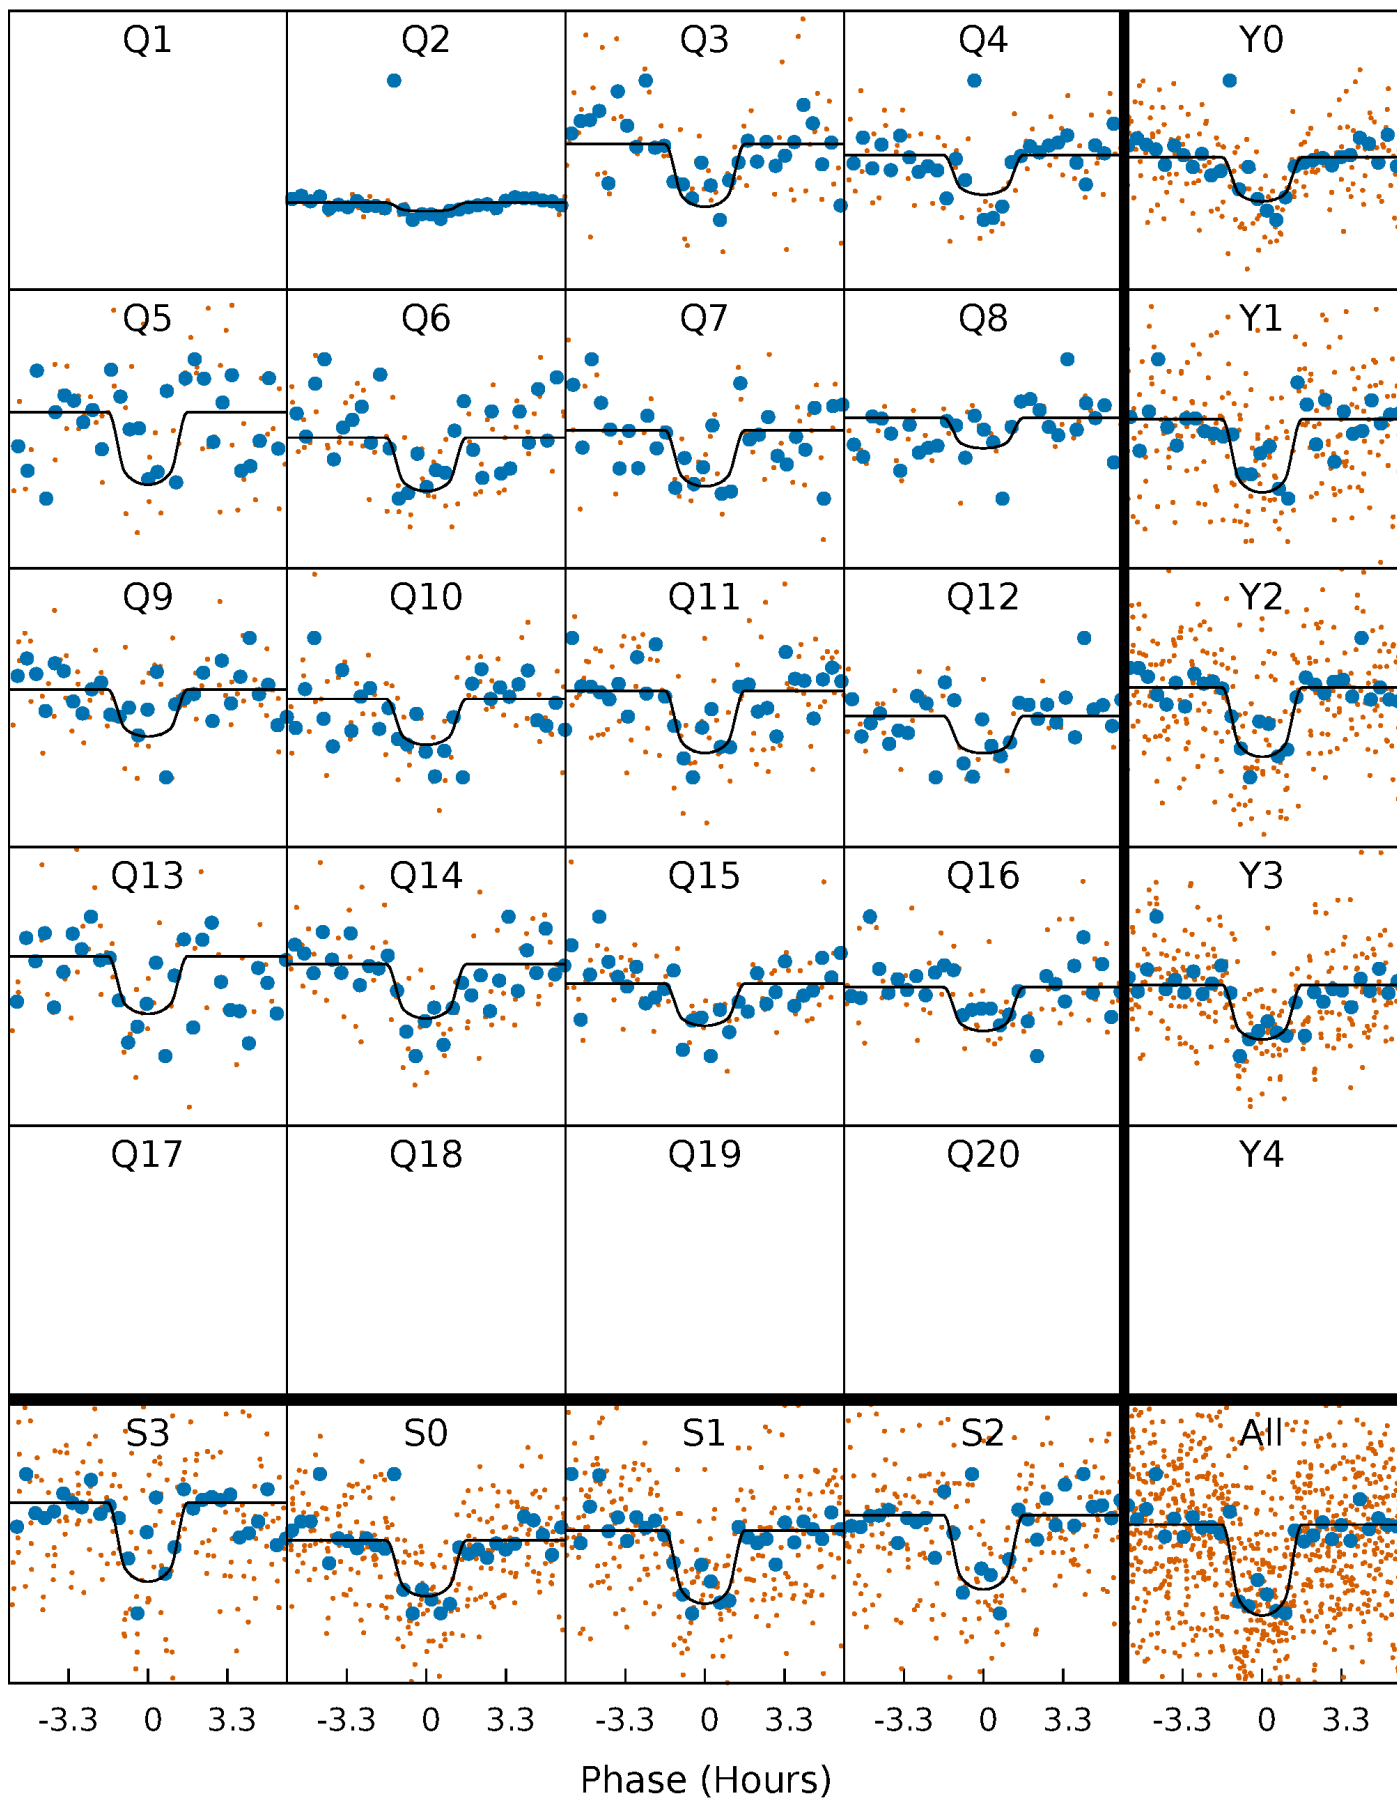 Q1 Q2 Q3 Q4 Y0
Q5 Q6 Q7 Q8 Y1
Q9 Q10 Q11 Q12 Y2
Q13 Q14 Q15 Q16 Y3
Q17 Q18 Q19 Q20 Y4
S3 S0 S1 S2 All
-3.3 0 3.3 -3.3 0 3.3 -3.3 0 3.3 -3.3 0 3.3 -3.3 0 3.3
Phase (Hours)